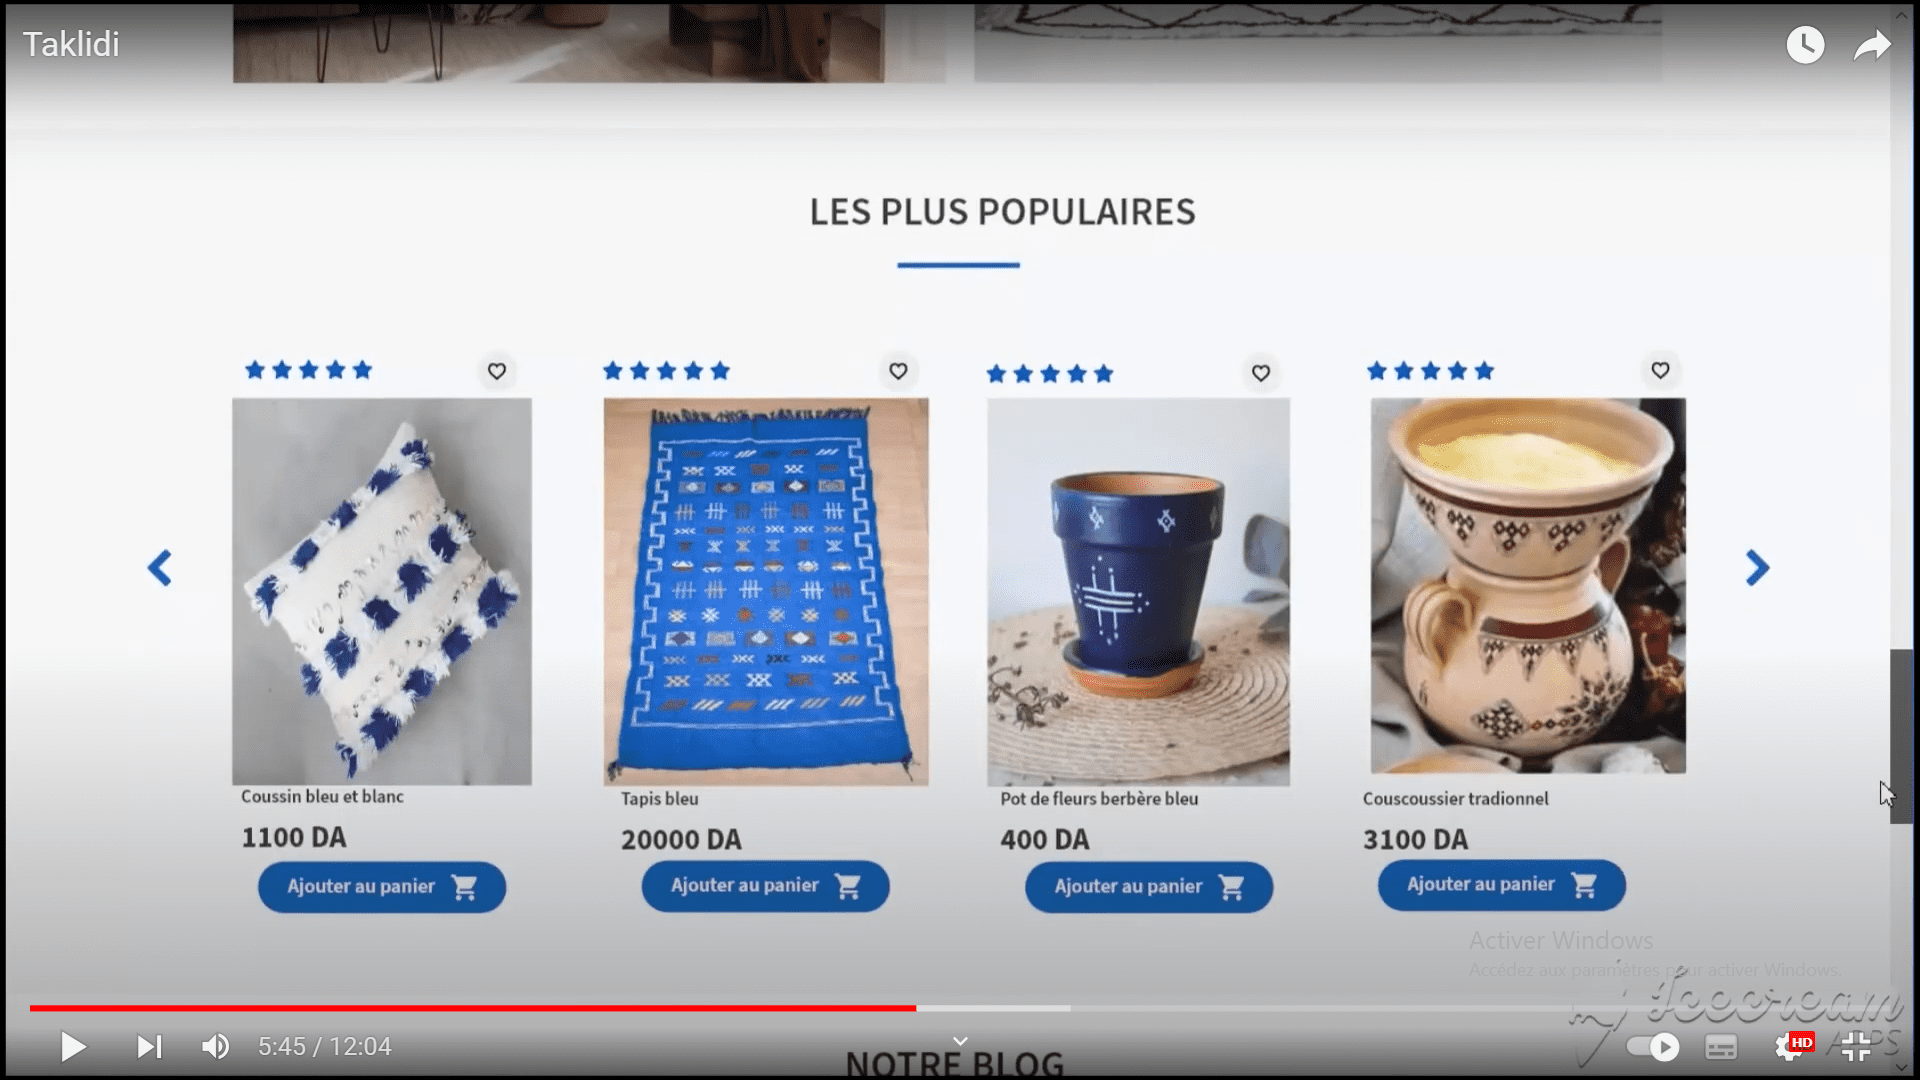 Taklidi
LES PLUS POPULAIRES
Coussin bleu et blanc
1100 DA
Ajouter au panier
Tapis bleu
20000 DA
Ajouter au panier
Pot de fleurs berbère bleu
400 DA
Ajouter au panier
Couscoussier tradionnel
3100 DA
Ajouter au panier
Activer Windows
Accédez aux paramètres pour activer Windows.
Icecream
APPS
5:45 / 12:04
HD
NOTRE BLOG